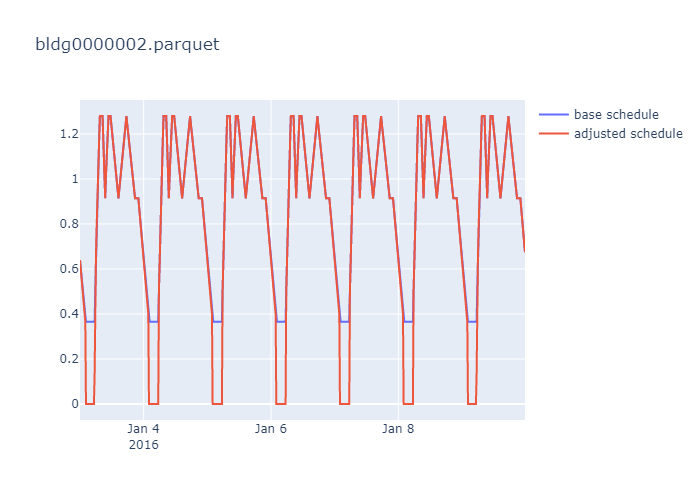 bldg0000002.parquet
base schedule
adjusted schedule
1.2
1
0.8
0.6
0.4
0.2
0
Jan 4
2016
Jan 6
Jan 8